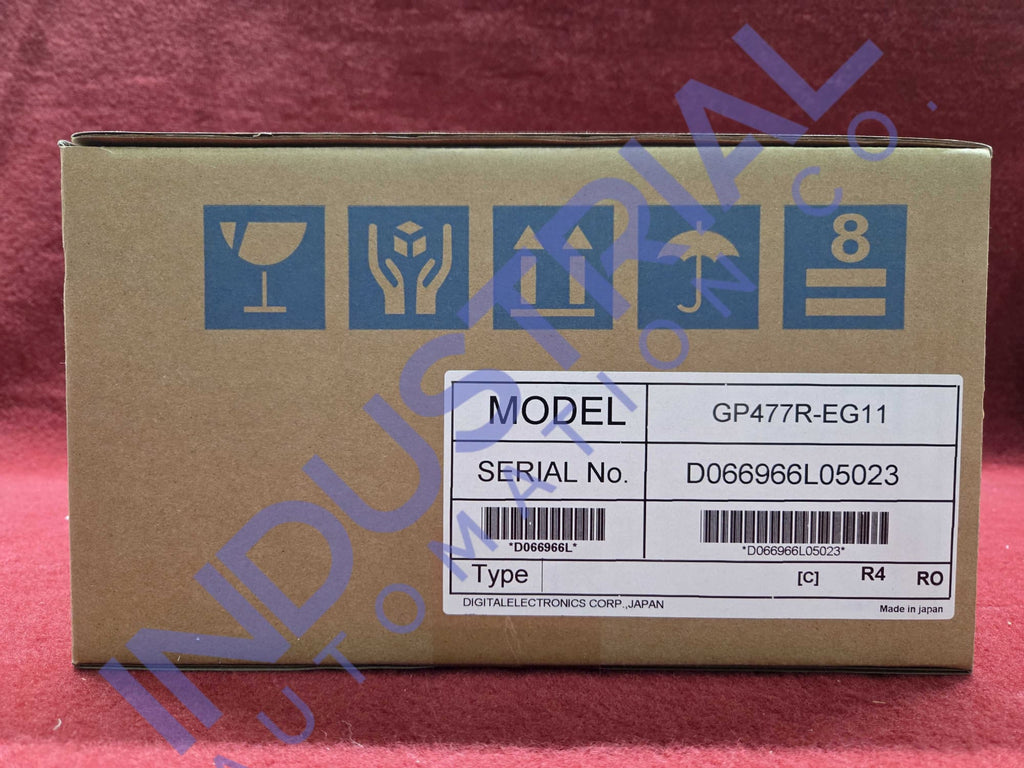 8
MODEL GP477R-EG11
SERIAL No. D066966L05023
*D066966L* *D066966L05023*
Type [C] R4 RO
DIGITALELECTRONICS CORP.,JAPAN Made in japan
INDUSTRIAL
AUTOMATION CO.